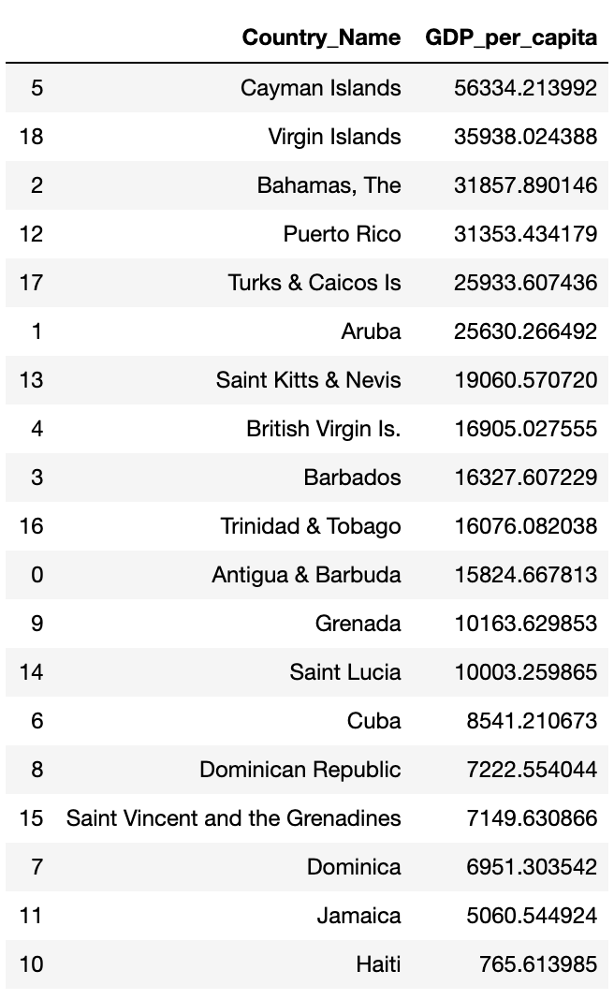 Country_Name GDP_per_capita
5 Cayman Islands 56334.213992
18 Virgin Islands 35938.024388
2 Bahamas, The 31857.890146
12 Puerto Rico 31353.434179
17 Turks & Caicos Is 25933.607436
1 Aruba 25630.266492
13 Saint Kitts & Nevis 19060.570720
4 British Virgin Is. 16905.027555
3 Barbados 16327.607229
16 Trinidad & Tobago 16076.082038
0 Antigua & Barbuda 15824.667813
9 Grenada 10163.629853
14 Saint Lucia 10003.259865
6 Cuba 8541.210673
8 Dominican Republic 7222.554044
15 Saint Vincent and the Grenadines 7149.630866
7 Dominica 6951.303542
11 Jamaica 5060.544924
10 Haiti 765.613985